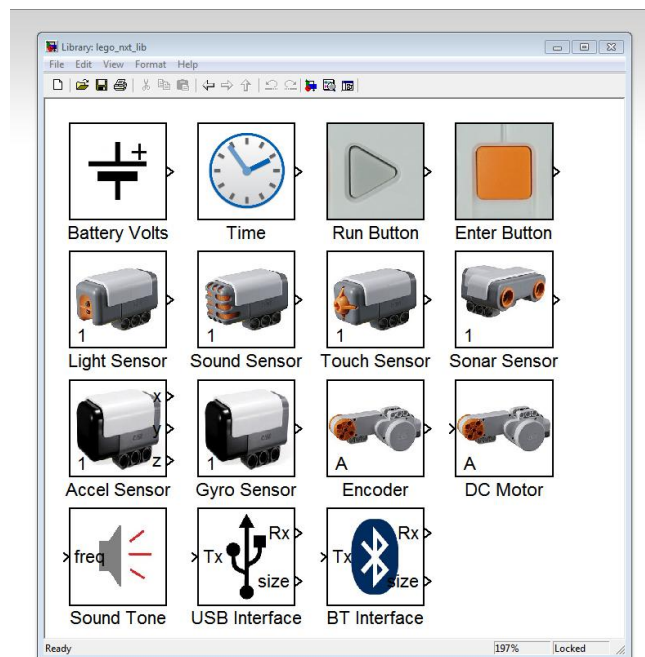 Library: lego_nxt_lib
File Edit View Format Help
+
Battery Volts Time Run Button Enter Button
1 1 1 1
Light Sensor Sound Sensor Touch Sensor Sonar Sensor
x
y
1 z 1 A A
Accel Sensor Gyro Sensor Encoder DC Motor
freq Tx Rx size Tx Rx size
Sound Tone USB Interface BT Interface
Ready 197% Locked